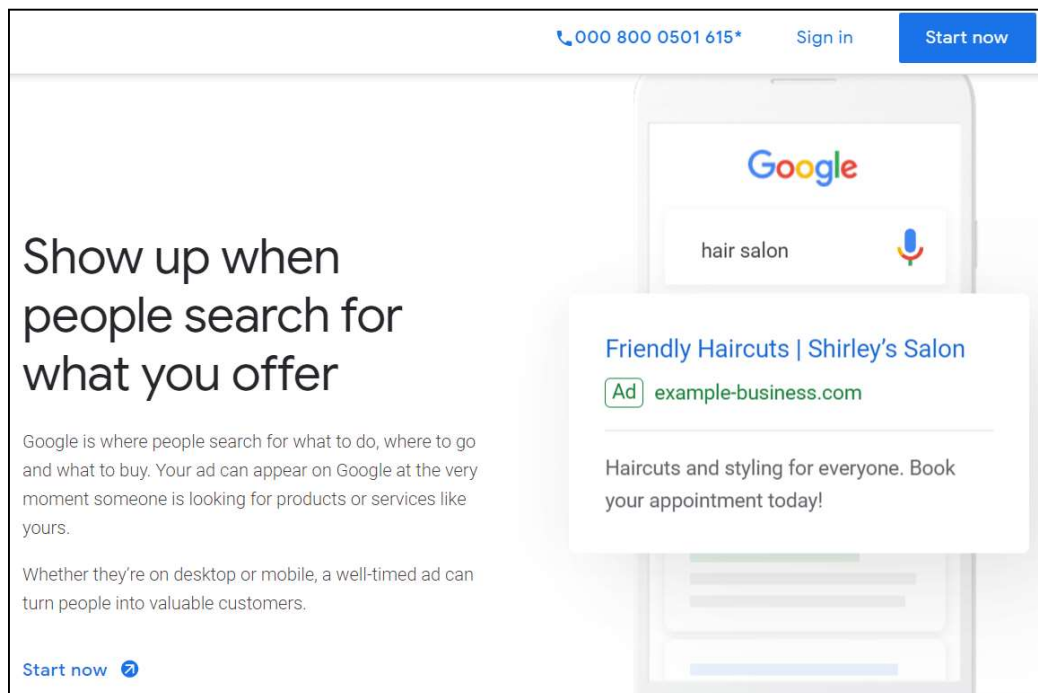 000 800 0501 615*
Sign in
Start now
Show up when
people search for
what you offer
Google is where people search for what to do, where to go
and what to buy. Your ad can appear on Google at the very
moment someone is looking for products or services like
yours.
Whether they’re on desktop or mobile, a well-timed ad can
turn people into valuable customers.
Start now
Google
hair salon
Friendly Haircuts | Shirley’s Salon
Ad example-business.com
Haircuts and styling for everyone. Book
your appointment today!